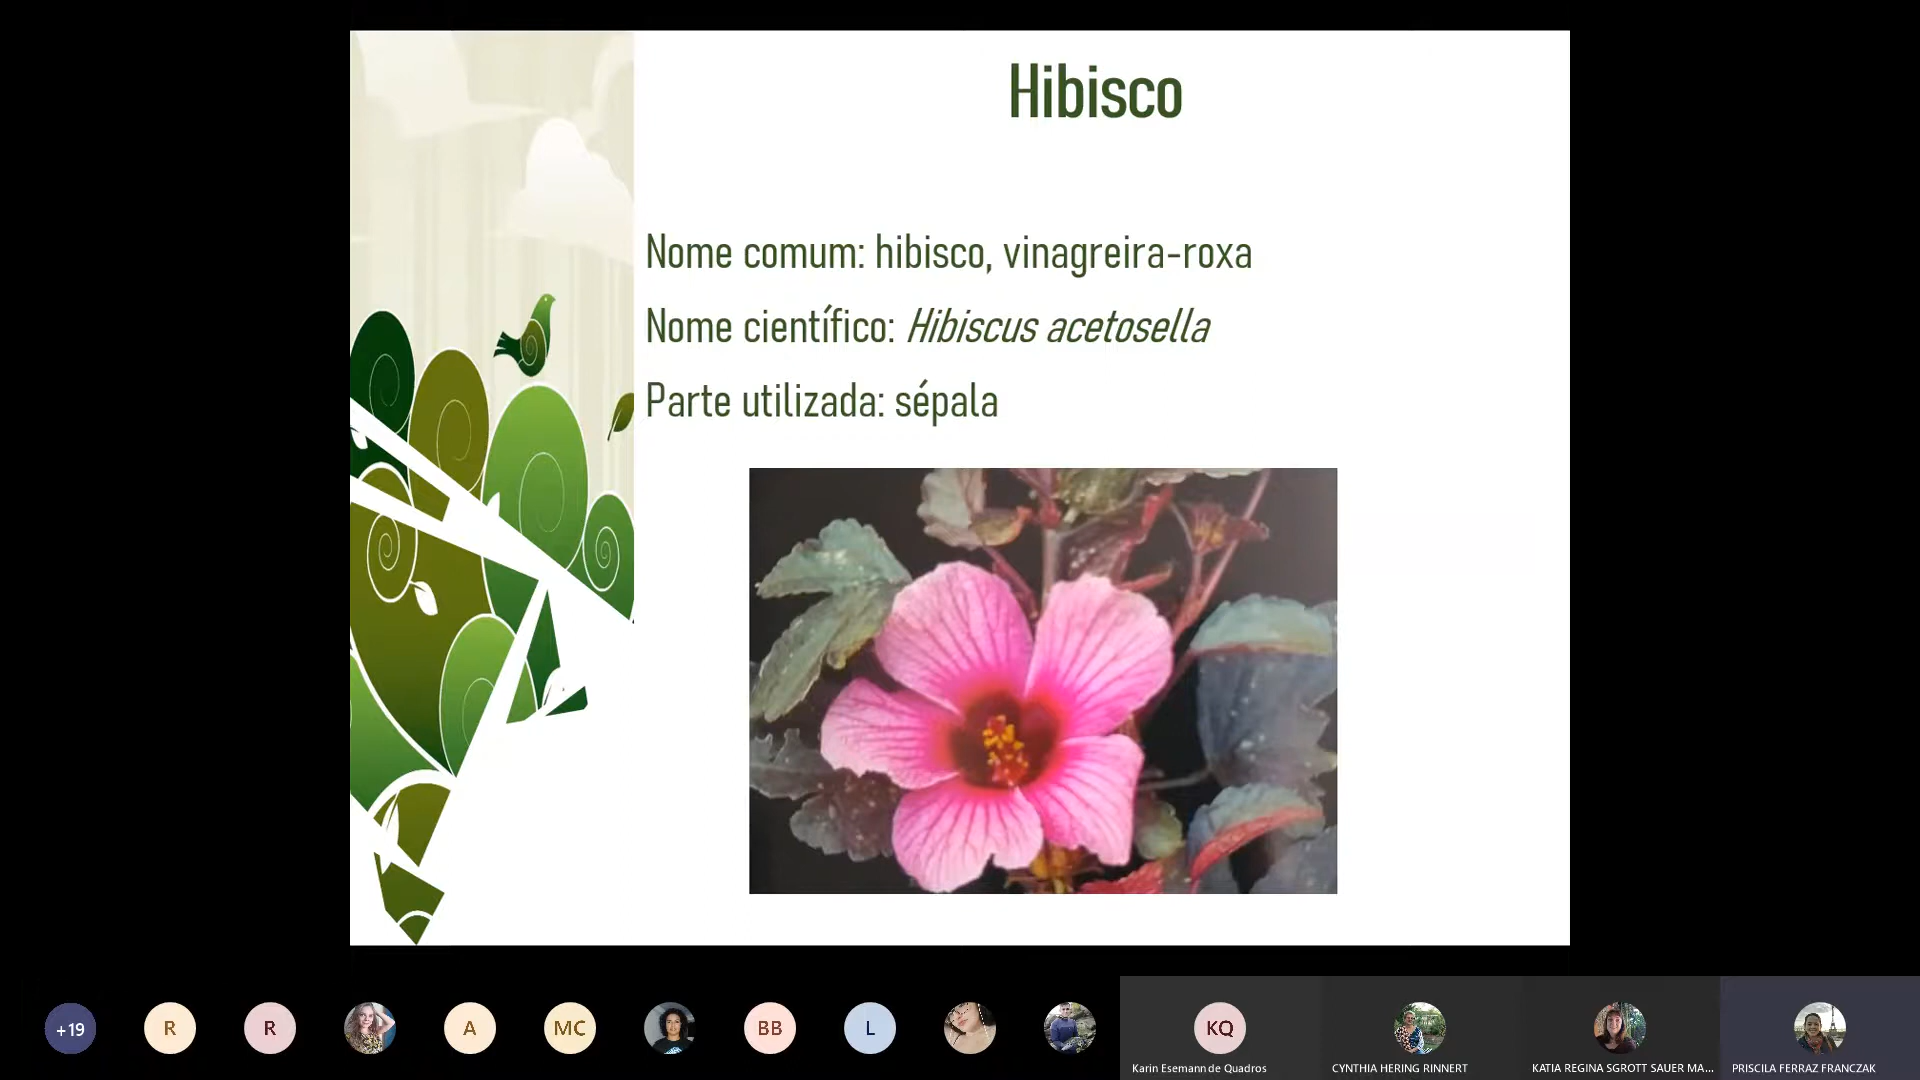 Hibisco
Nome comum: hibisco, vinagreira-roxa
Nome científico: Hibiscus acetosella
Parte utilizada: sépala
+19
R
R
A
MC
BB
L
KQ
Karin Esemann de Quadros
CYNTHIA HERING RINNERT
KATIA REGINA SGROTT SAUER MA...
PRISCILA FERRAZ FRANCZAK